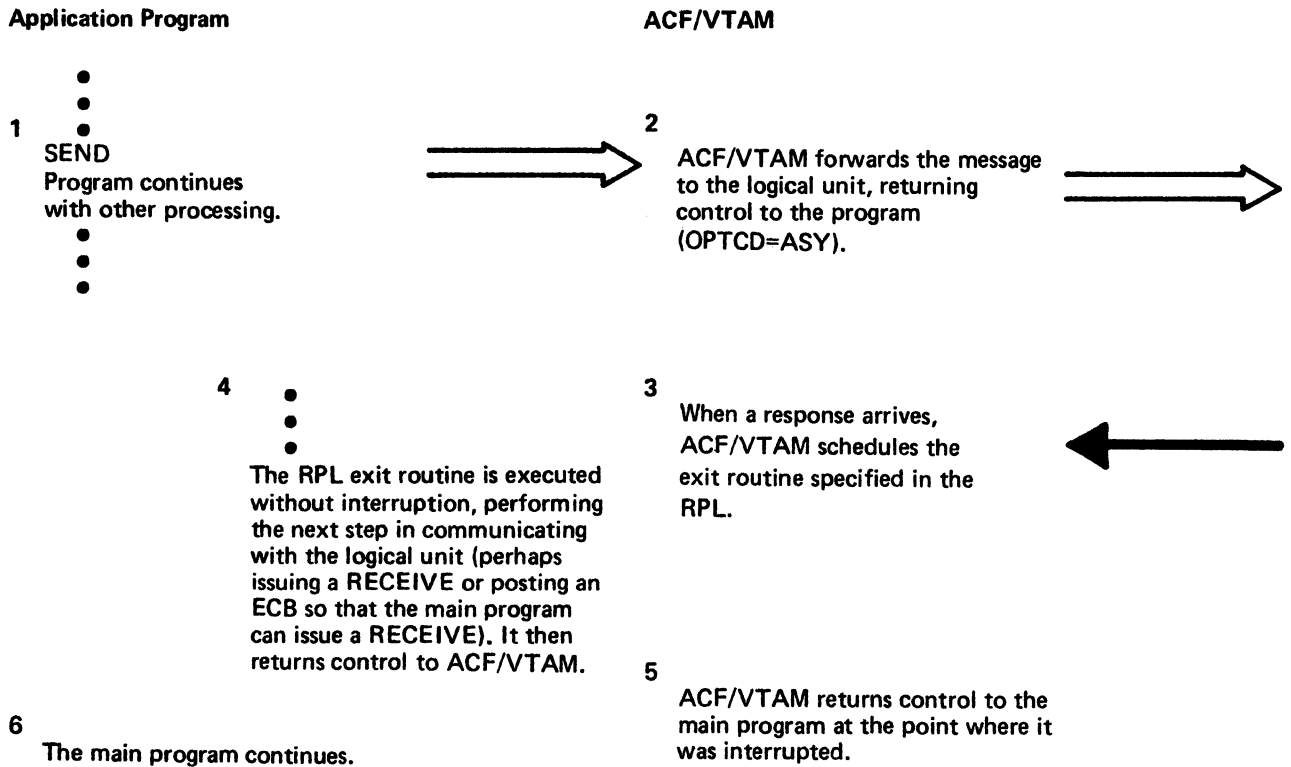 Application Program
ACF/VTAM
1
SEND
Program continues
with other processing.
2
ACF/VTAM forwards the message
to the logical unit, returning
control to the program
(OPTCD=ASY).
3
When a response arrives,
ACF/VTAM schedules the
exit routine specified in the
RPL.
4
The RPL exit routine is executed
without interruption, performing
the next step in communicating
with the logical unit (perhaps
issuing a RECEIVE or posting an
ECB so that the main program
can issue a RECEIVE). It then
returns control to ACF/VTAM.
5
ACF/VTAM returns control to the
main program at the point where it
was interrupted.
6
The main program continues.